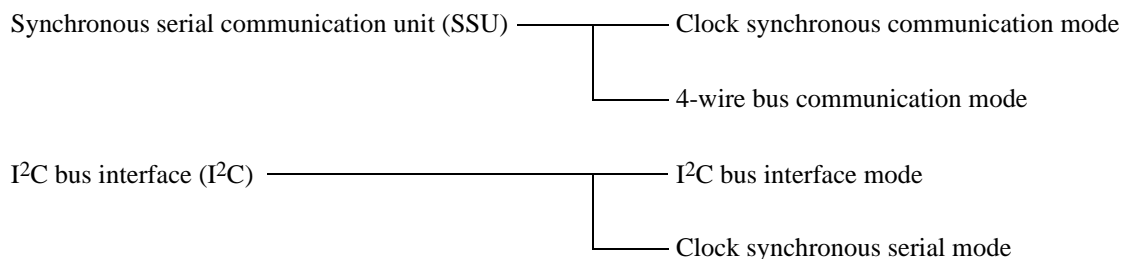 Synchronous serial communication unit (SSU) Clock synchronous communication mode
4-wire bus communication mode
I²C bus interface (I²C) I²C bus interface mode
Clock synchronous serial mode